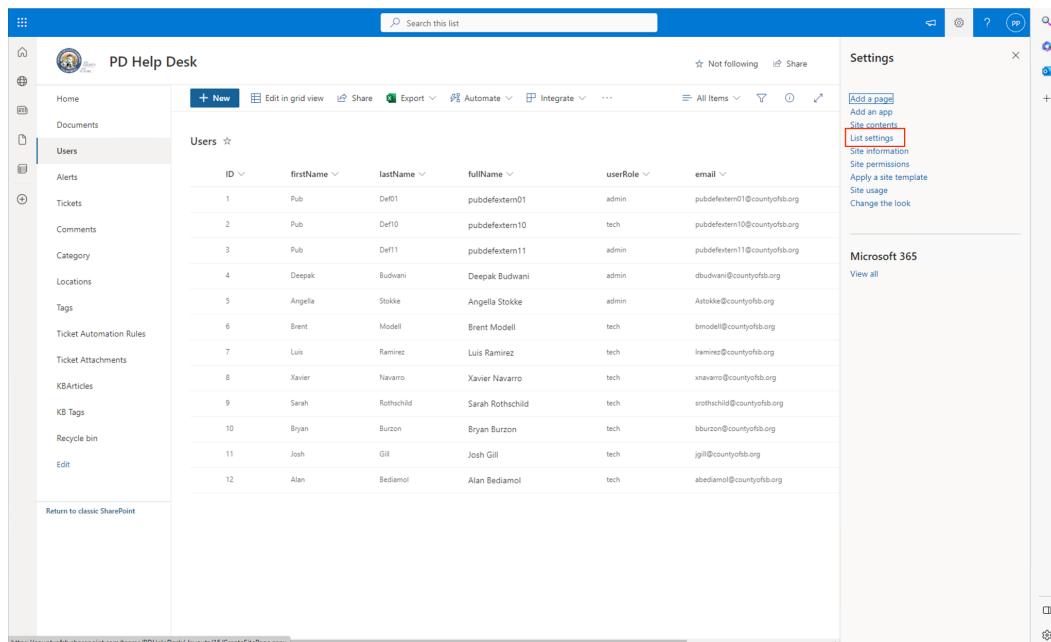 Search this list
?
PP
PD Help Desk
Not following
Share
Settings
Home
Documents
Users
Alerts
Tickets
Comments
Category
Locations
Tags
Ticket Automation Rules
Ticket Attachments
KBArticles
KB Tags
Recycle bin
Edit
Return to classic SharePoint
+ New Edit in grid view Share Export Automate Integrate ... All Items
Users
ID firstName lastName fullName userRole email
1 Pub Def01 pubdefextern01 admin pubdefextern01@countyofsb.org
2 Pub Def10 pubdefextern10 tech pubdefextern10@countyofsb.org
3 Pub Def11 pubdefextern11 admin pubdefextern11@countyofsb.org
4 Deepak Budwani Deepak Budwani admin dbudwani@countyofsb.org
5 Angella Stokke Angella Stokke admin Astokke@countyofsb.org
6 Brent Modell Brent Modell tech bmodell@countyofsb.org
7 Luis Ramirez Luis Ramirez tech lramirez@countyofsb.org
8 Xavier Navarro Xavier Navarro tech xnavarro@countyofsb.org
9 Sarah Rothschild Sarah Rothschild tech srothschild@countyofsb.org
10 Bryan Burzon Bryan Burzon tech bburzon@countyofsb.org
11 Josh Gill Josh Gill tech jgill@countyofsb.org
12 Alan Bediamol Alan Bediamol tech abediamol@countyofsb.org
Add a page
Add an app
Site contents
List settings
Site information
Site permissions
Apply a site template
Site usage
Change the look
Microsoft 365
View all